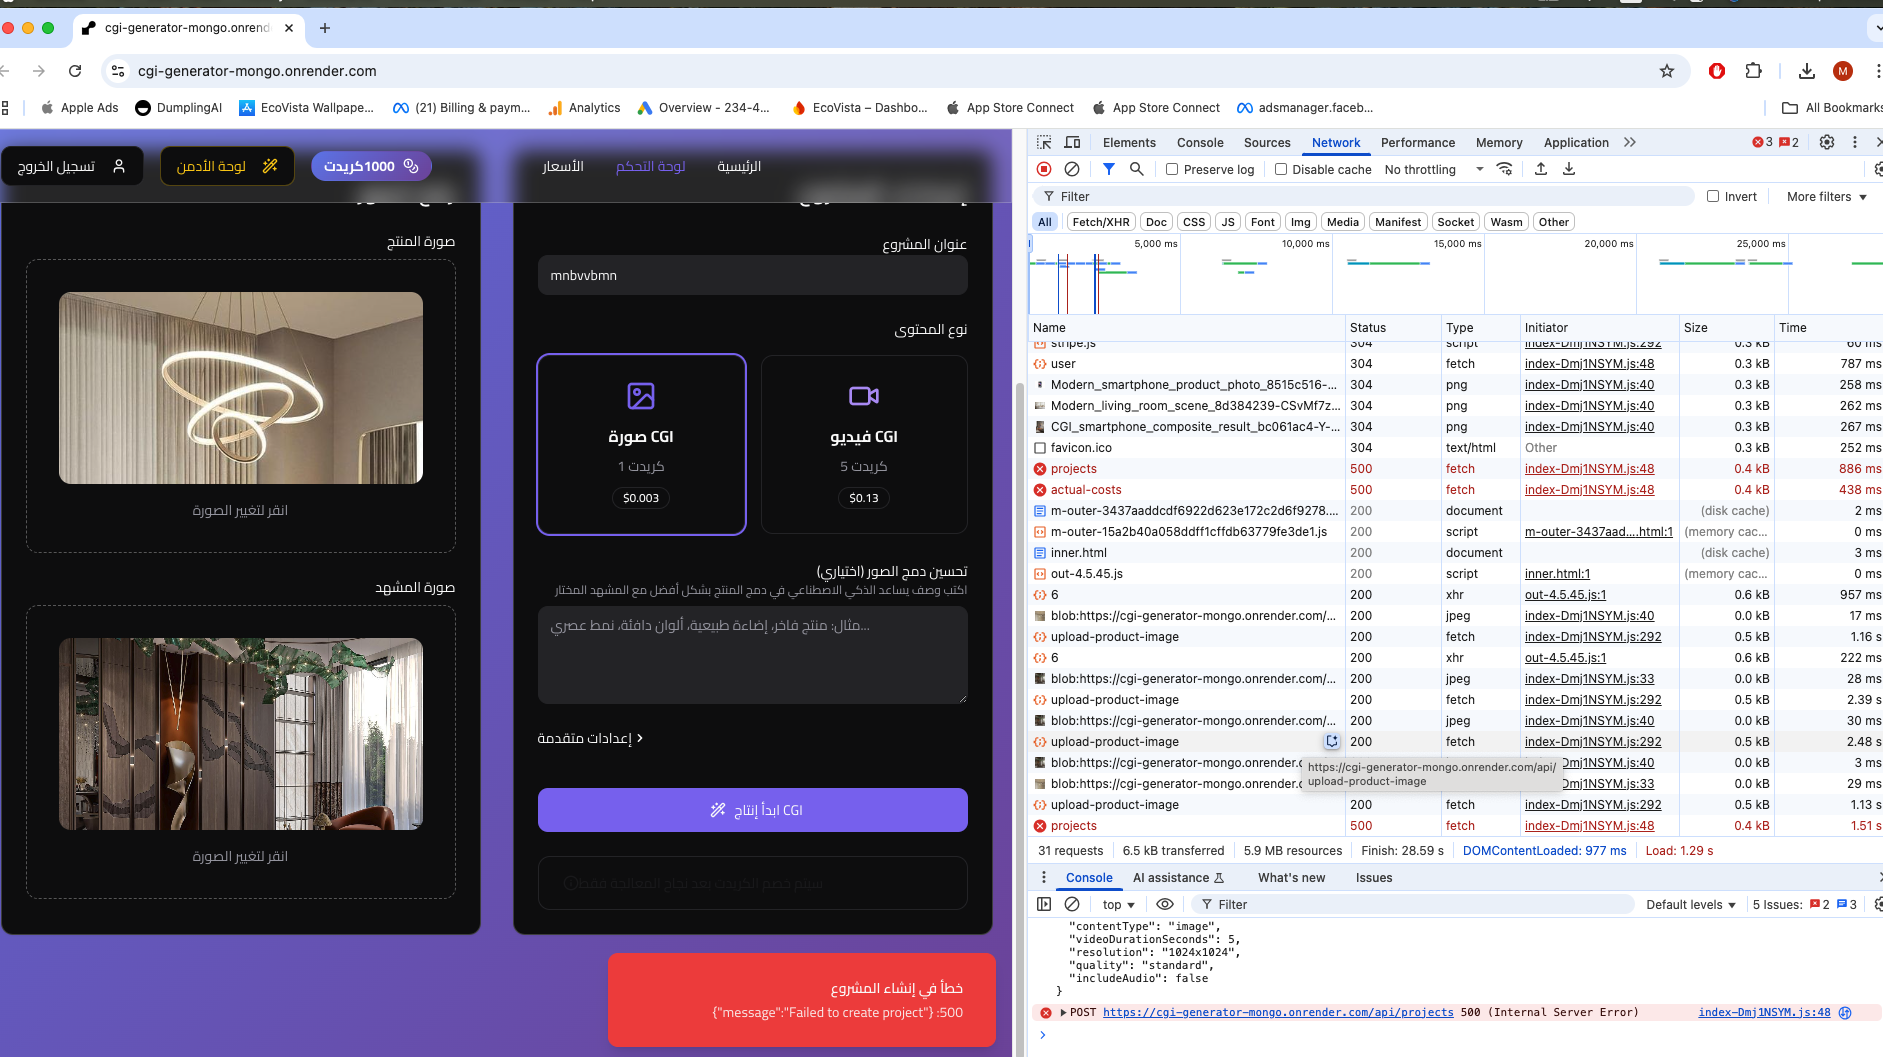 cgi-generator-mongo.onrend
cgi-generator-mongo.onrender.com
M
Apple Ads
DumplingAI
EcoVista Wallpape...
(21) Billing & paym...
Analytics
Overview - 234-4...
EcoVista – Dashbo...
App Store Connect
App Store Connect
adsmanager.faceb...
All Bookmarks
الرئيسية
لوحة التحكم
الأسعار
1000كريدت
لوحة الأدمن
تسجيل الخروج
عنوان المشروع
mnbvvbmn
نوع المحتوى
CGI فيديو
5 كريدت
$0.13
CGI صورة
1 كريدت
$0.003
تحسين دمج الصور (اختياري)
اكتب وصف يساعد الذكي الاصطناعي في دمج المنتج بشكل أفضل مع المشهد المختار
مثال: منتج فاخر، إضاءة طبيعية، ألوان دافئة، نمط عصري...
إعدادات متقدمة
CGI ابدأ إنتاج
سيتم خصم الكريدت بعد نجاح المعالجة فقط
صورة المنتج
انقر لتغيير الصورة
صورة المشهد
انقر لتغيير الصورة
خطأ في إنشاء المشروع
500: {"message":"Failed to create project"}
Elements Console Sources Network Performance Memory Application 3 2
Preserve log Disable cache No throttling
Filter Invert More filters
All Fetch/XHR Doc CSS JS Font Img Media Manifest Socket Wasm Other
5,000 ms 10,000 ms 15,000 ms 20,000 ms 25,000 ms
Name Status Type Initiator Size Time
stripe.js 304 script index-Dmj1NSYM.js:292 0.3 kB 60 ms
user 304 fetch index-Dmj1NSYM.js:48 0.3 kB 787 ms
Modern_smartphone_product_photo_8515c516-... 304 png index-Dmj1NSYM.js:40 0.3 kB 258 ms
Modern_living_room_scene_8d384239-CSvMf7z... 304 png index-Dmj1NSYM.js:40 0.3 kB 262 ms
CGI_smartphone_composite_result_bc061ac4-Y-... 304 png index-Dmj1NSYM.js:40 0.3 kB 267 ms
favicon.ico 304 text/html Other 0.3 kB 252 ms
projects 500 fetch index-Dmj1NSYM.js:48 0.4 kB 886 ms
actual-costs 500 fetch index-Dmj1NSYM.js:48 0.4 kB 438 ms
m-outer-3437aaddcdf6922d623e172c2d6f9278.... 200 document (disk cache) 2 ms
m-outer-15a2b40a058ddff1cffdb63779fe3de1.js 200 script m-outer-3437aad....html:1 (memory cac... 0 ms
inner.html 200 document (disk cache) 3 ms
out-4.5.45.js 200 script inner.html:1 (memory cac... 0 ms
6 200 xhr out-4.5.45.js:1 0.6 kB 957 ms
blob:https://cgi-generator-mongo.onrender.com/... 200 jpeg index-Dmj1NSYM.js:40 0.0 kB 17 ms
upload-product-image 200 fetch index-Dmj1NSYM.js:292 0.5 kB 1.16 s
6 200 xhr out-4.5.45.js:1 0.6 kB 222 ms
blob:https://cgi-generator-mongo.onrender.com/... 200 jpeg index-Dmj1NSYM.js:33 0.0 kB 28 ms
upload-product-image 200 fetch index-Dmj1NSYM.js:292 0.5 kB 2.39 s
blob:https://cgi-generator-mongo.onrender.com/... 200 jpeg index-Dmj1NSYM.js:40 0.0 kB 30 ms
upload-product-image 200 fetch index-Dmj1NSYM.js:292 0.5 kB 2.48 s
blob:https://cgi-generator-mongo.onrender.c index-Dmj1NSYM.js:40 0.0 kB 3 ms
https://cgi-generator-mongo.onrender.com/api/
upload-product-image
blob:https://cgi-generator-mongo.onrender.c index-Dmj1NSYM.js:33 0.0 kB 29 ms
upload-product-image 200 fetch index-Dmj1NSYM.js:292 0.5 kB 1.13 s
projects 500 fetch index-Dmj1NSYM.js:48 0.4 kB 1.51 s
31 requests 6.5 kB transferred 5.9 MB resources Finish: 28.59 s DOMContentLoaded: 977 ms Load: 1.29 s
Console AI assistance What's new Issues
top Filter Default levels 5 Issues: 2 3
"contentType": "image",
"videoDurationSeconds": 5,
"resolution": "1024x1024",
"quality": "standard",
"includeAudio": false
}
POST https://cgi-generator-mongo.onrender.com/api/projects 500 (Internal Server Error) index-Dmj1NSYM.js:48